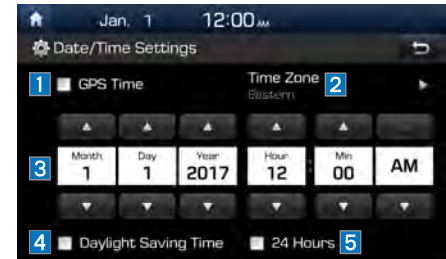 Jan. 1 12:00 AM
Date/Time Settings
1 GPS Time Time Zone 2
Eastern
Month Day Year Hour Min
3 1 1 2017 12 : 00 AM
4 Daylight Saving Time 24 Hours 5